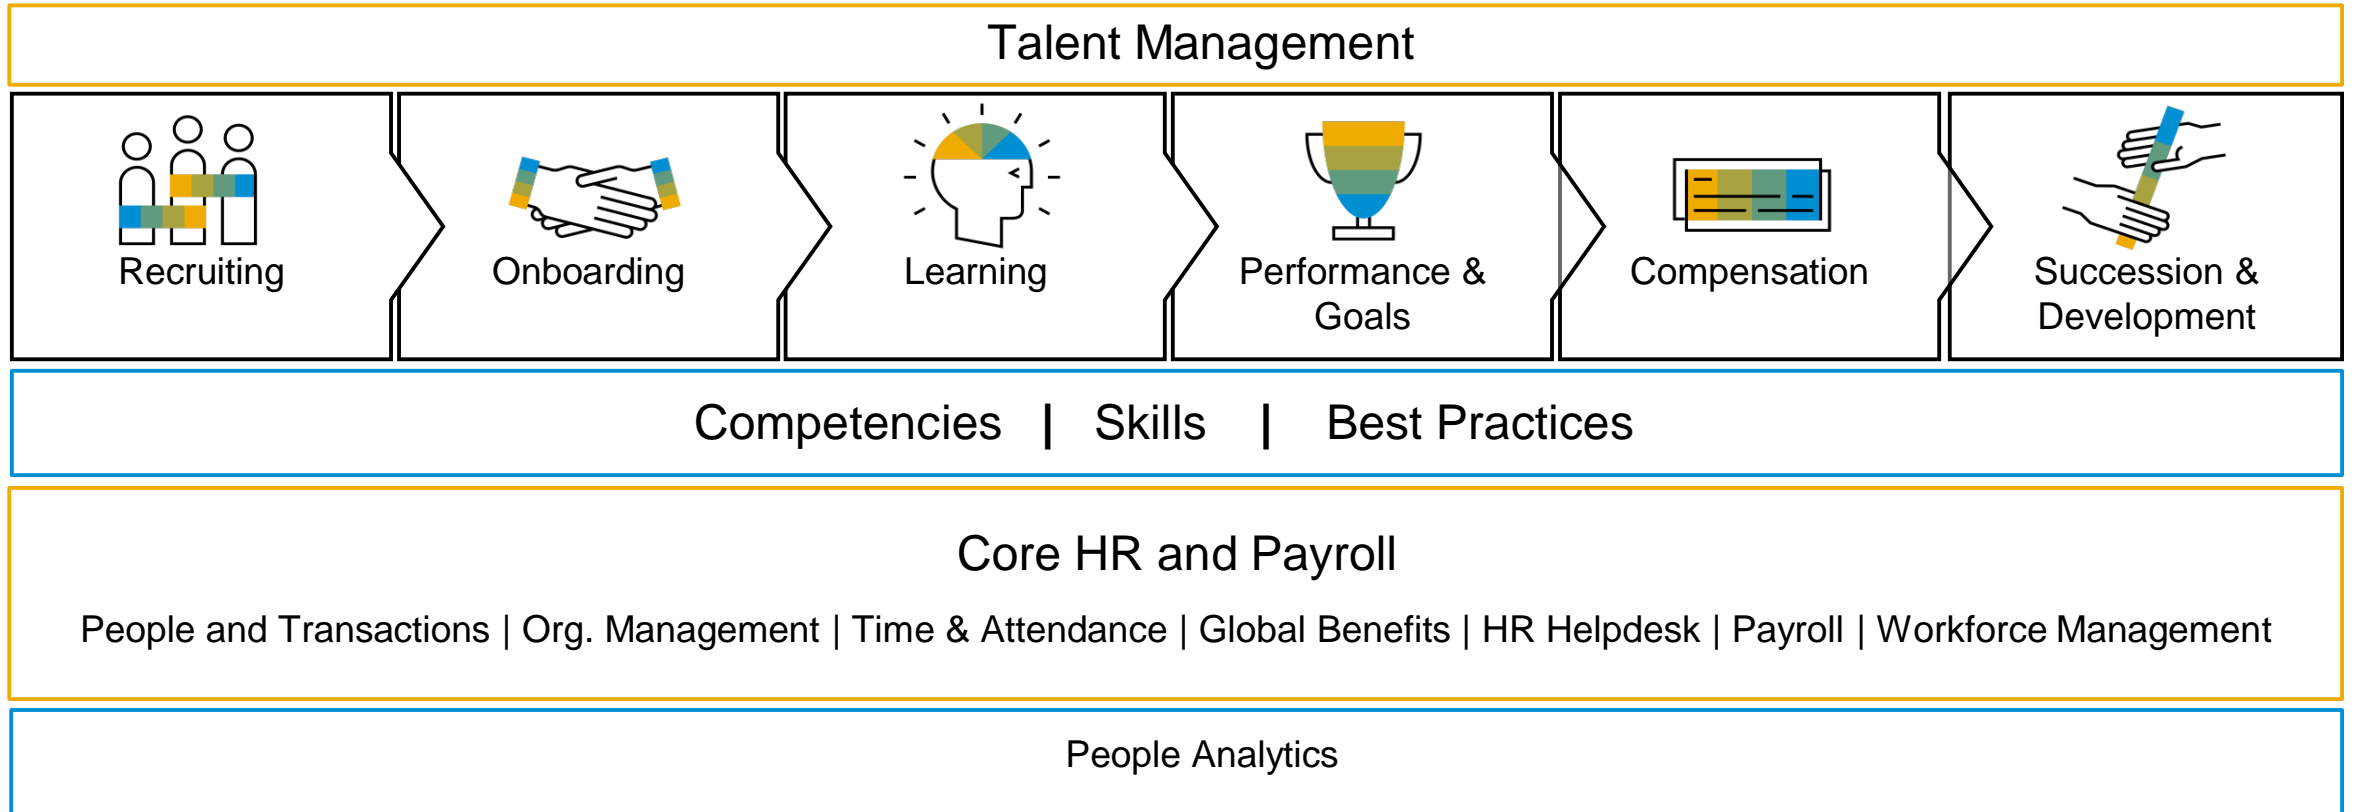 Talent Management
Recruiting
Onboarding
Learning
Performance &
Goals
Compensation
Succession &
Development
Competencies | Skills | Best Practices
Core HR and Payroll
People and Transactions | Org. Management | Time & Attendance | Global Benefits | HR Helpdesk | Payroll | Workforce Management
People Analytics